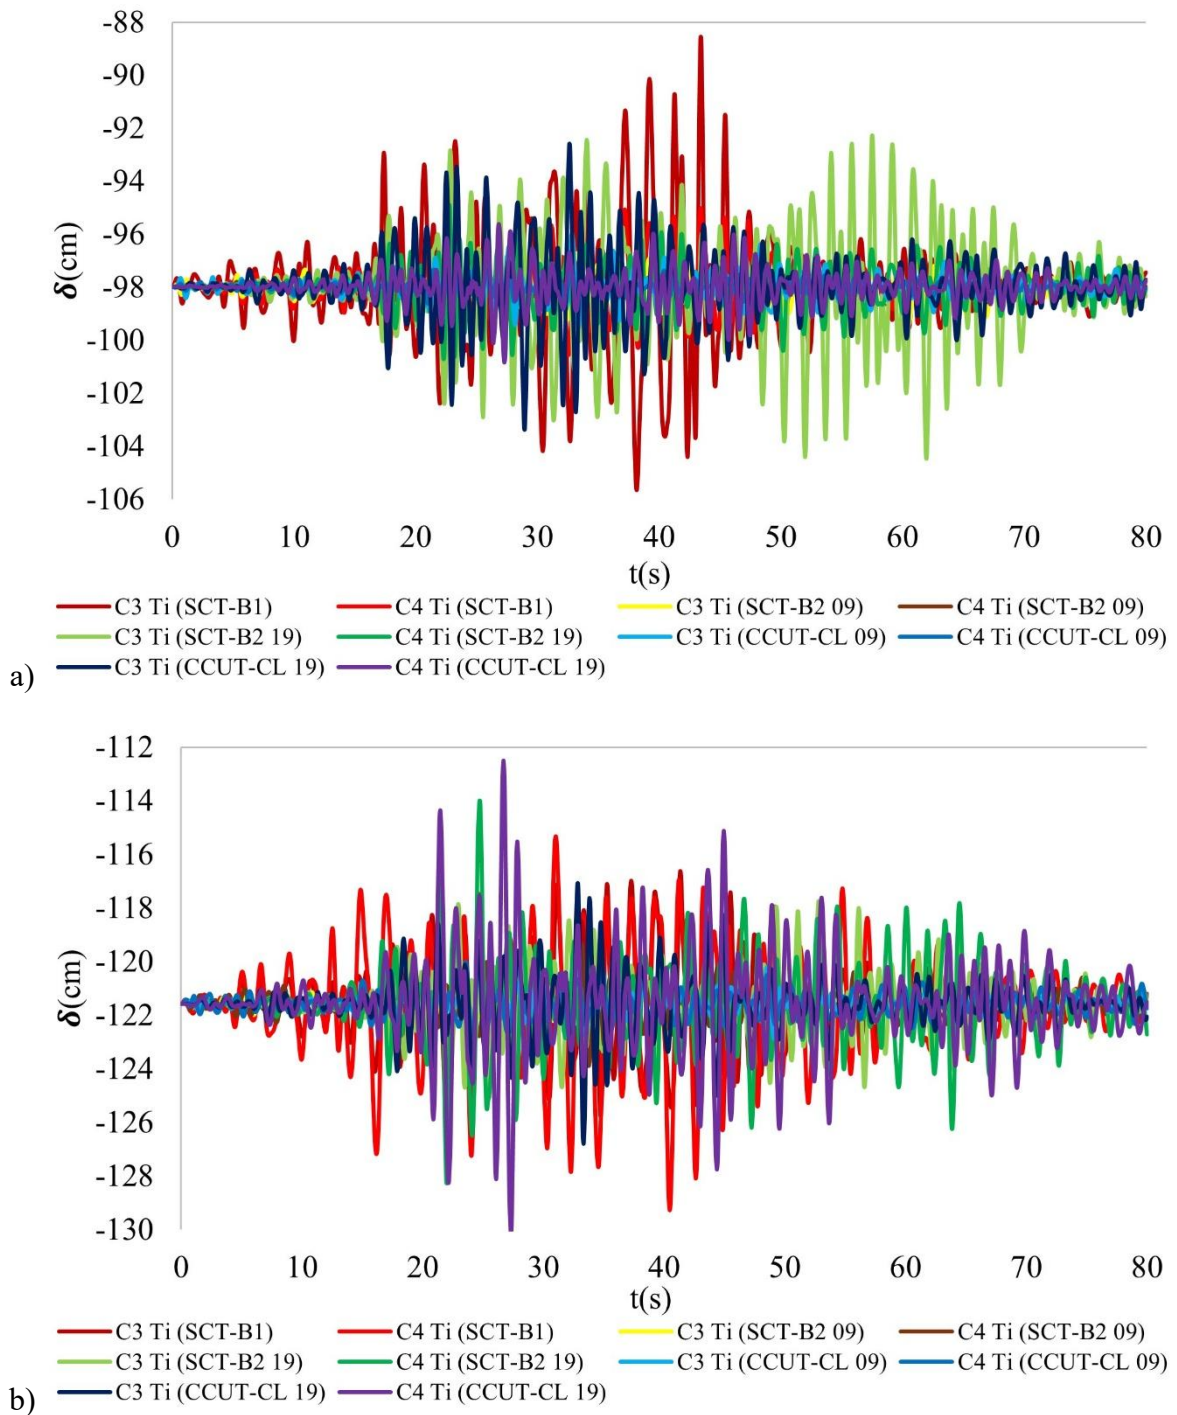 -88
-90
-92
-94
-96
-98
-100
-102
-104
-106
δ(cm)
0 10 20 30 40 50 60 70 80
t(s)
C3 Ti (SCT-B1) C4 Ti (SCT-B1) C3 Ti (SCT-B2 09) C4 Ti (SCT-B2 09)
C3 Ti (SCT-B2 19) C4 Ti (SCT-B2 19) C3 Ti (CCUT-CL 09) C4 Ti (CCUT-CL 09)
C3 Ti (CCUT-CL 19) C4 Ti (CCUT-CL 19)
a)
-112
-114
-116
-118
-120
-122
-124
-126
-128
-130
δ(cm)
0 10 20 30 40 50 60 70 80
t(s)
C3 Ti (SCT-B1) C4 Ti (SCT-B1) C3 Ti (SCT-B2 09) C4 Ti (SCT-B2 09)
C3 Ti (SCT-B2 19) C4 Ti (SCT-B2 19) C3 Ti (CCUT-CL 09) C4 Ti (CCUT-CL 09)
C3 Ti (CCUT-CL 19) C4 Ti (CCUT-CL 19)
b)